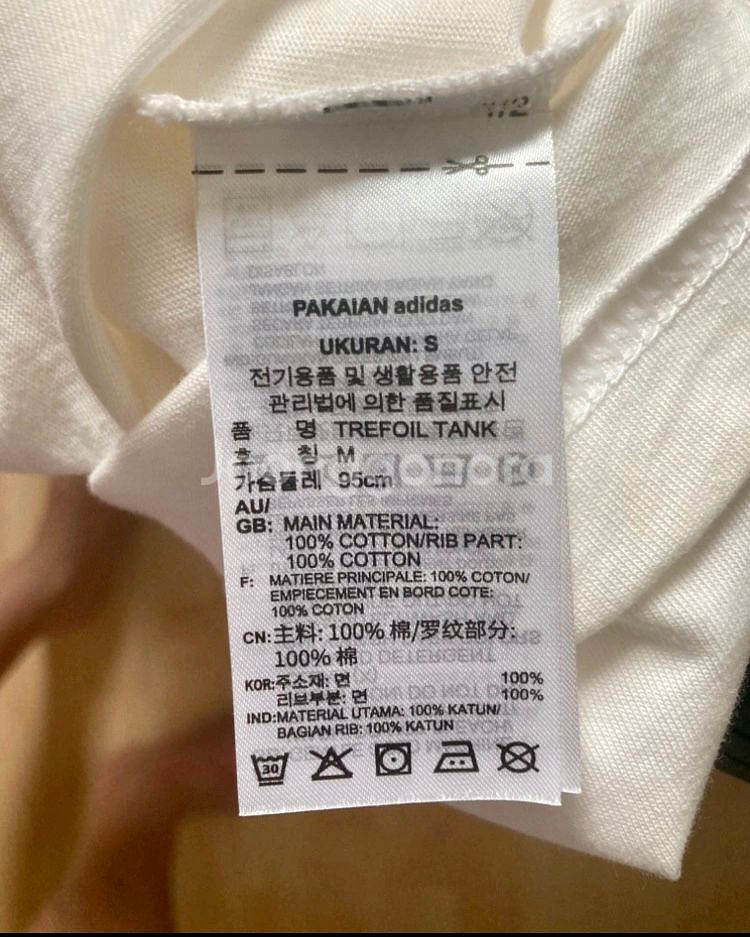 1/2
PAKAIAN adidas
UKURAN: S
전기용품 및 생활용품 안전
관리법에 의한 품질표시
품 명 TREFOIL TANK
호 칭 M
가슴둘레 95cm
AU/
GB: MAIN MATERIAL:
100% COTTON/RIB PART:
100% COTTON
F: MATIERE PRINCIPALE: 100% COTON/
EMPIECEMENT EN BORD COTE:
100% COTON
CN: 主料: 100% 棉/罗纹部分:
100% 棉
KOR:주소재: 면 100%
리브부분: 면 100%
IND:MATERIAL UTAMA: 100% KATUN/
BAGIAN RIB: 100% KATUN
30